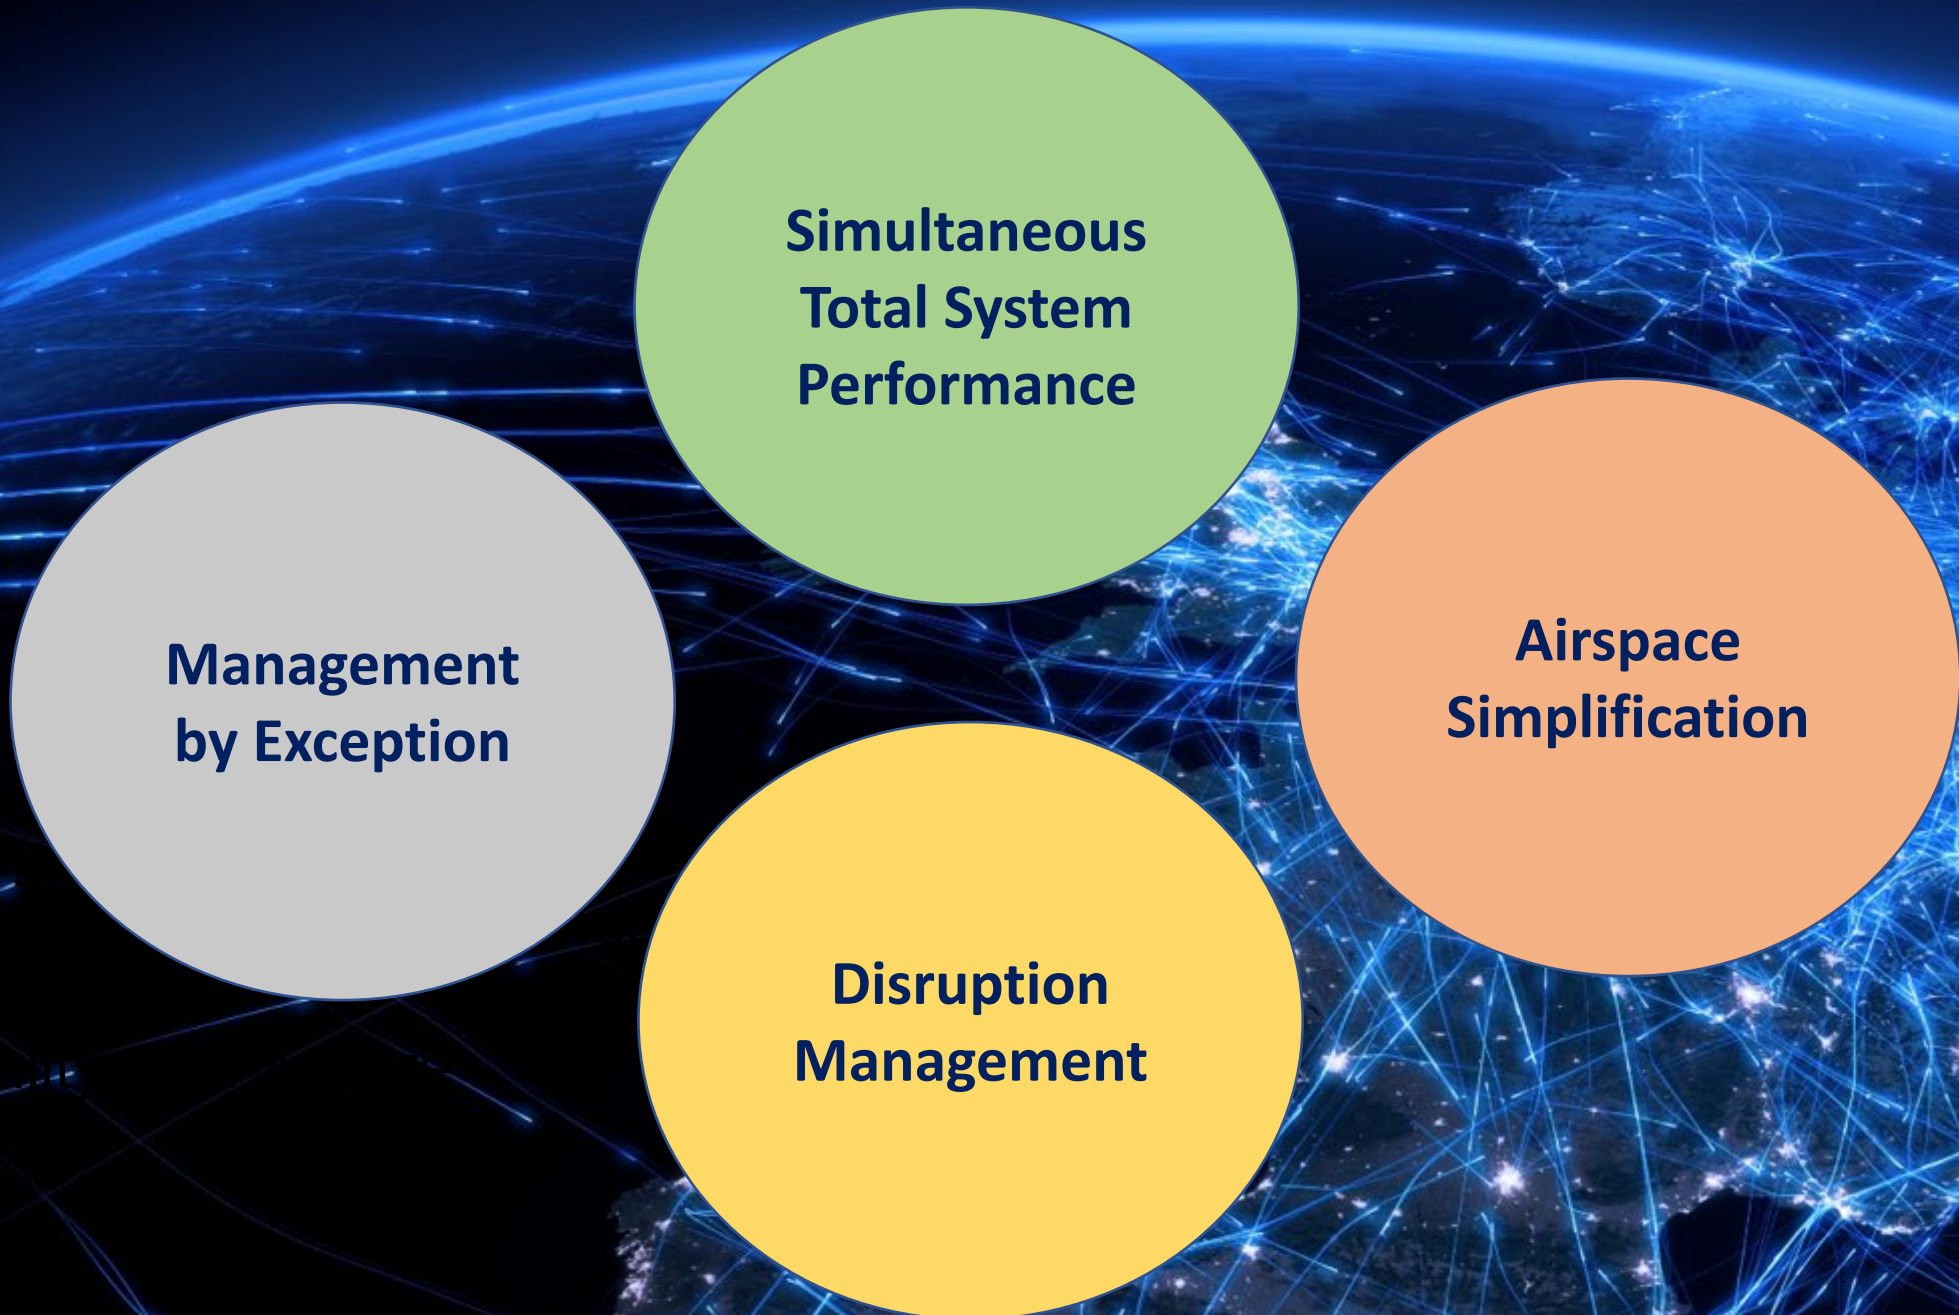 Simultaneous
Total System
Performance
Management
by Exception
Airspace
Simplification
Disruption
Management